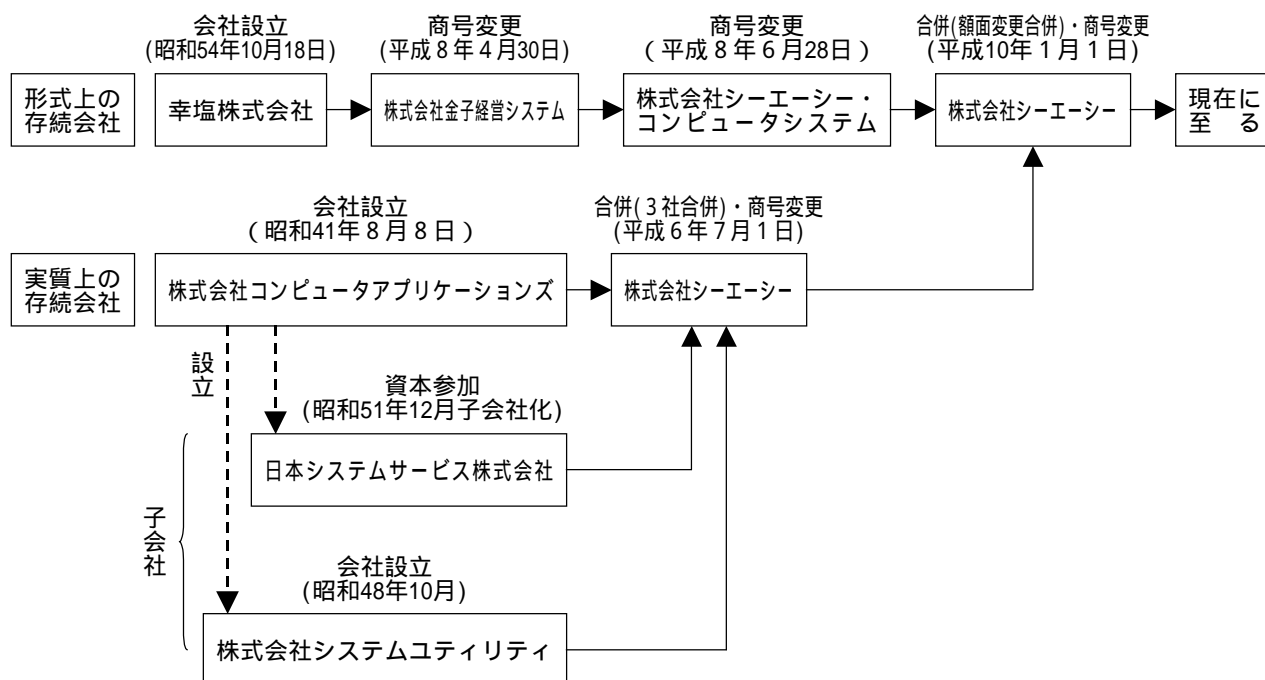 会社設立
(昭和54年10月18日)
商号変更
(平成8年4月30日)
商号変更
(平成8年6月28日)
合併(額面変更合併)・商号変更
(平成10年1月1日)
形式上の
存続会社
幸塩株式会社
株式会社金子経営システム
株式会社シーエーシー・
コンピュータシステム
株式会社シーエーシー
現在に
至る
会社設立
(昭和41年8月8日)
合併(3社合併)・商号変更
(平成6年7月1日)
実質上の
存続会社
株式会社コンピュータアプリケーションズ
株式会社シーエーシー
設立
資本参加
(昭和51年12月子会社化)
日本システムサービス株式会社
子会社
会社設立
(昭和48年10月)
株式会社システムユティリティ